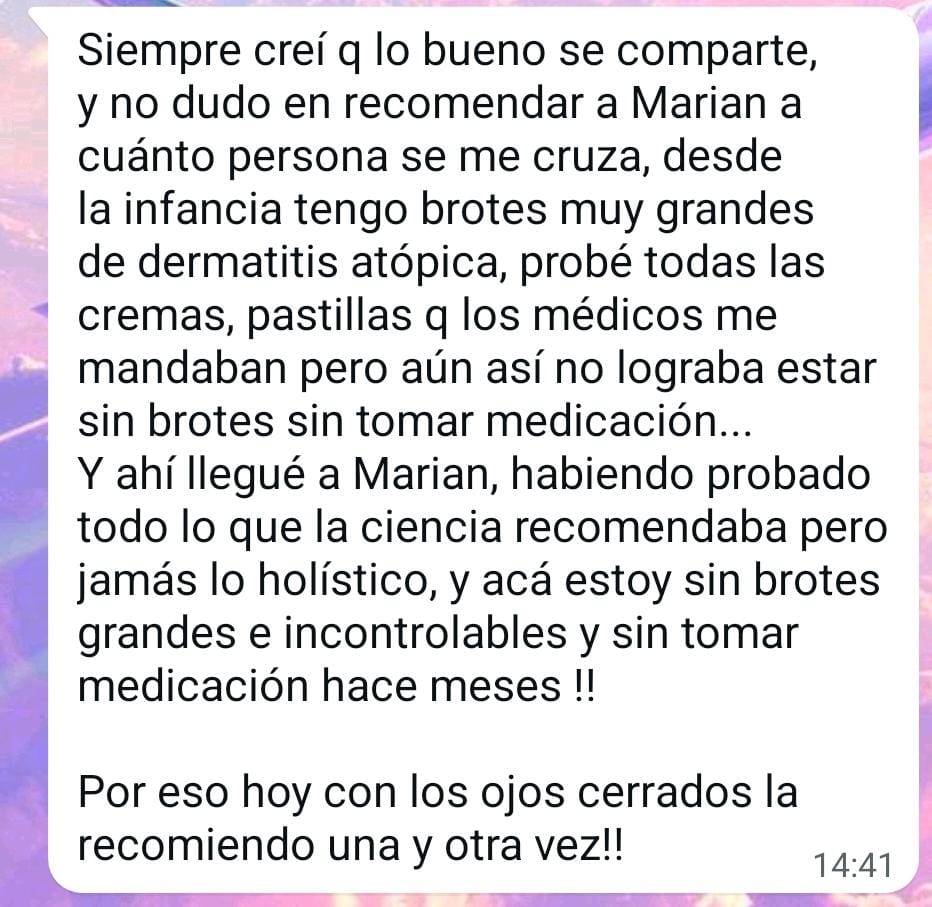 Siempre creí q lo bueno se comparte,
y no dudo en recomendar a Marian a
cuánto persona se me cruza, desde
la infancia tengo brotes muy grandes
de dermatitis atópica, probé todas las
cremas, pastillas q los médicos me
mandaban pero aún así no lograba estar
sin brotes sin tomar medicación...
Y ahí llegué a Marian, habiendo probado
todo lo que la ciencia recomendaba pero
jamás lo holístico, y acá estoy sin brotes
grandes e incontrolables y sin tomar
medicación hace meses !!
Por eso hoy con los ojos cerrados la
recomiendo una y otra vez!!
14:41